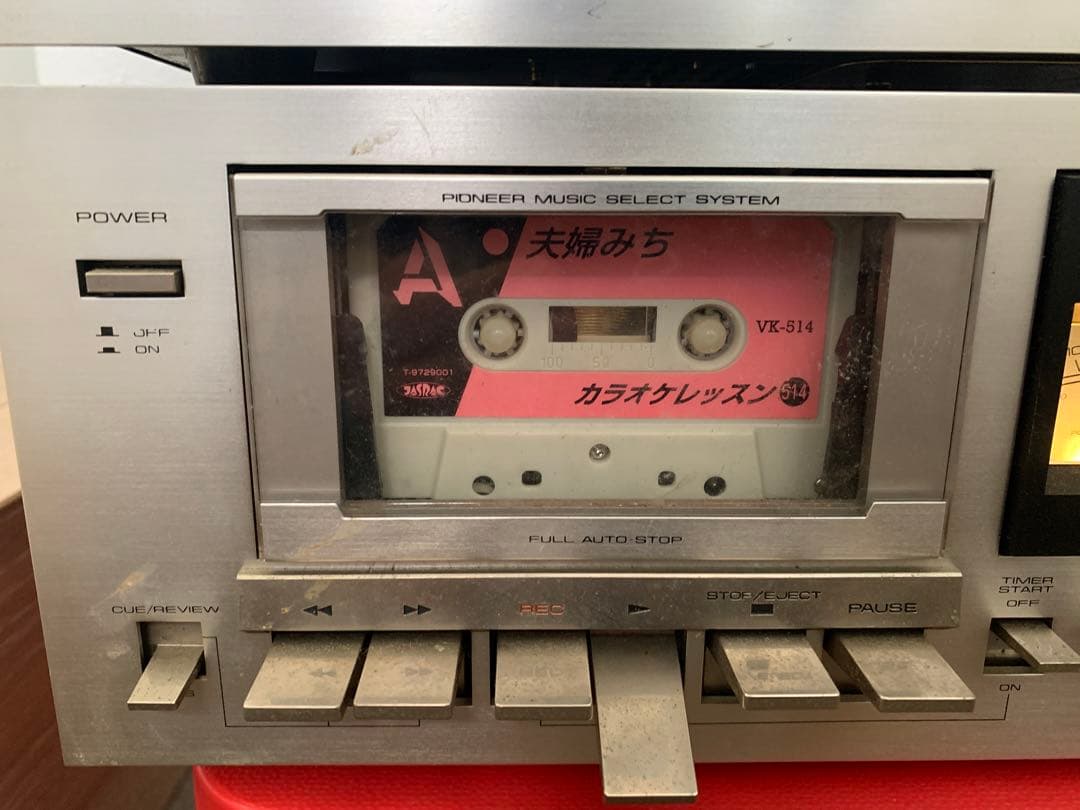 PIONEER MUSIC SELECT SYSTEM
POWER
OFF
ON
A
夫婦みち
VK-514
100 50 0
T-9729001
JASRAC
カラオケレッスン 514
FULL AUTO-STOP
CUE/REVIEW
REC
STOP/EJECT
PAUSE
TIMER
START
OFF
ON